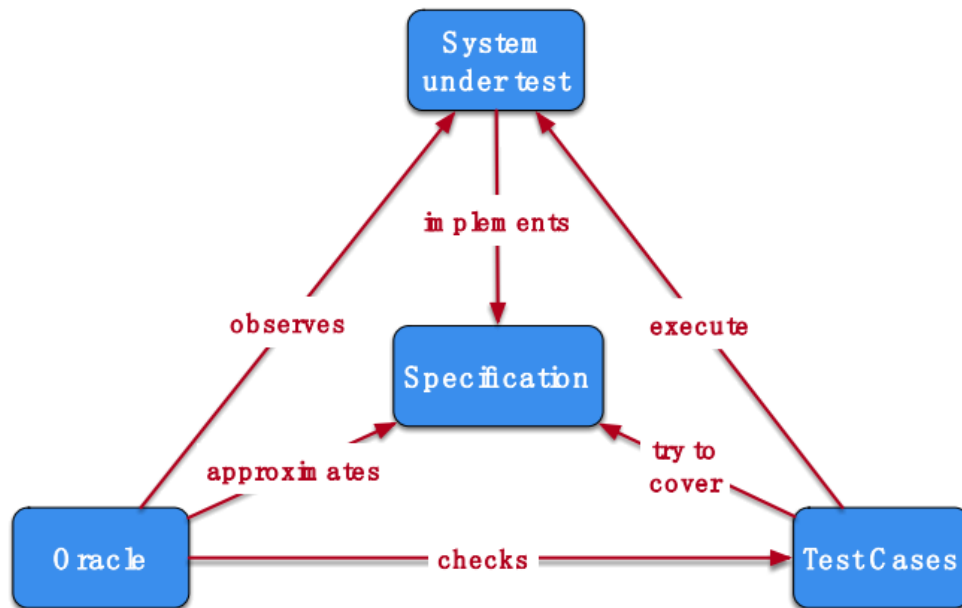 System
under test
implements
observes
execute
Specification
approximates
try to
cover
Oracle
checks
Test Cases